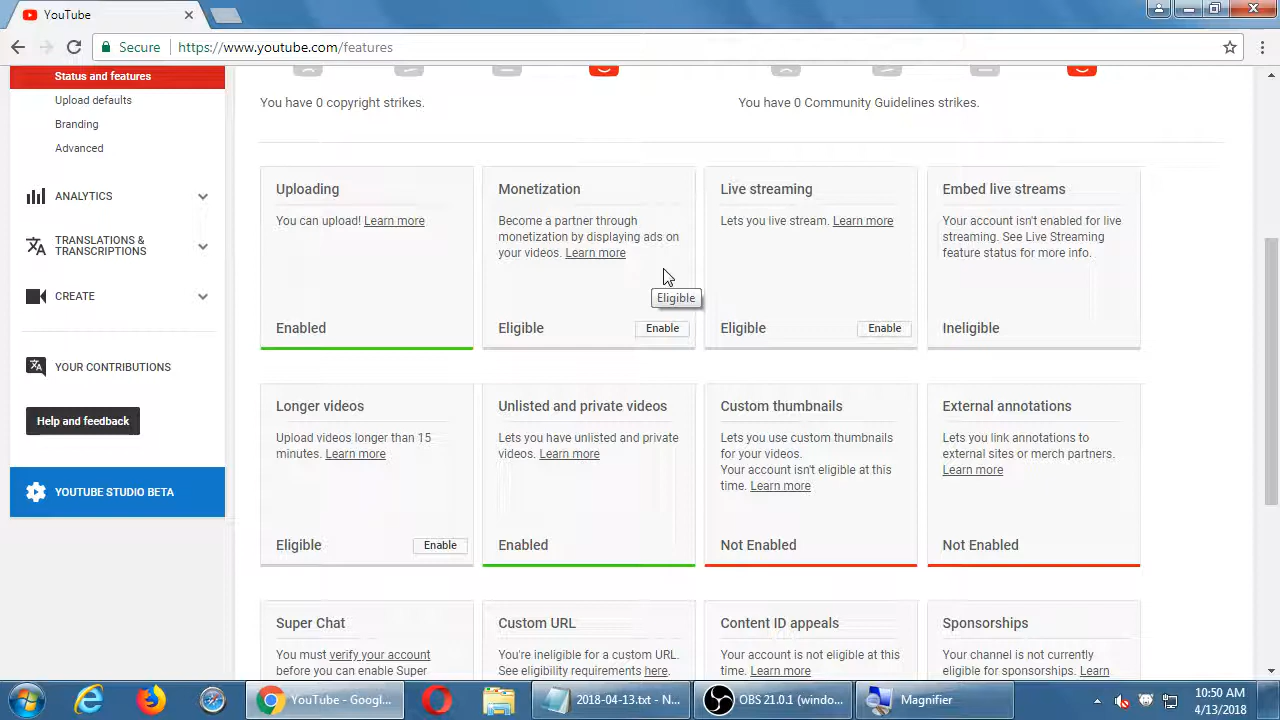 YouTube
Secure
https://www.youtube.com/features
Status and features
Upload defaults
Branding
Advanced
ANALYTICS
TRANSLATIONS &
TRANSCRIPTIONS
CREATE
YOUR CONTRIBUTIONS
Help and feedback
YOUTUBE STUDIO BETA
You have 0 copyright strikes.
You have 0 Community Guidelines strikes.
Uploading
You can upload! Learn more
Enabled
Monetization
Become a partner through
monetization by displaying ads on
your videos. Learn more
Eligible
Eligible
Enable
Live streaming
Lets you live stream. Learn more
Eligible
Enable
Embed live streams
Your account isn't enabled for live
streaming. See Live Streaming
feature status for more info.
Ineligible
Longer videos
Upload videos longer than 15
minutes. Learn more
Eligible
Enable
Unlisted and private videos
Lets you have unlisted and private
videos. Learn more
Enabled
Custom thumbnails
Lets you use custom thumbnails
for your videos.
Your account isn't eligible at this
time. Learn more
Not Enabled
External annotations
Lets you link annotations to
external sites or merch partners.
Learn more
Not Enabled
Super Chat
You must verify your account
before you can enable Super
Custom URL
You're ineligible for a custom URL.
See eligibility requirements here.
Content ID appeals
Your account is not eligible at this
time. Learn more
Sponsorships
Your channel is not currently
eligible for sponsorships. Learn
YouTube - Googl...
2018-04-13.txt - N...
OBS 21.0.1 (windo...
Magnifier
10:50 AM
4/13/2018